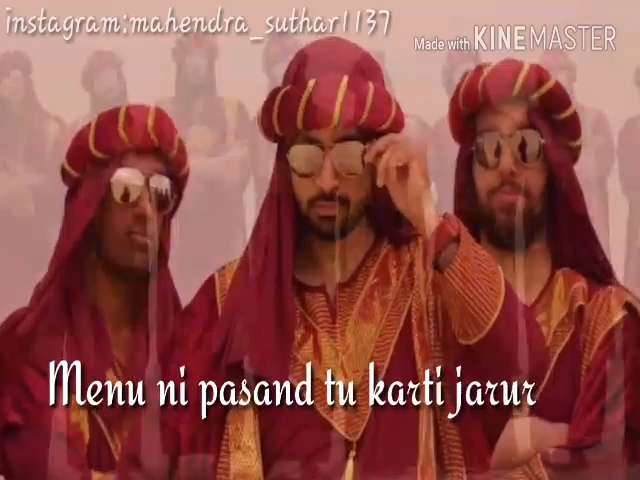 instagram:mahendra_suthar1137
Made with KINEMASTER
Menu ni pasand tu karti jarur